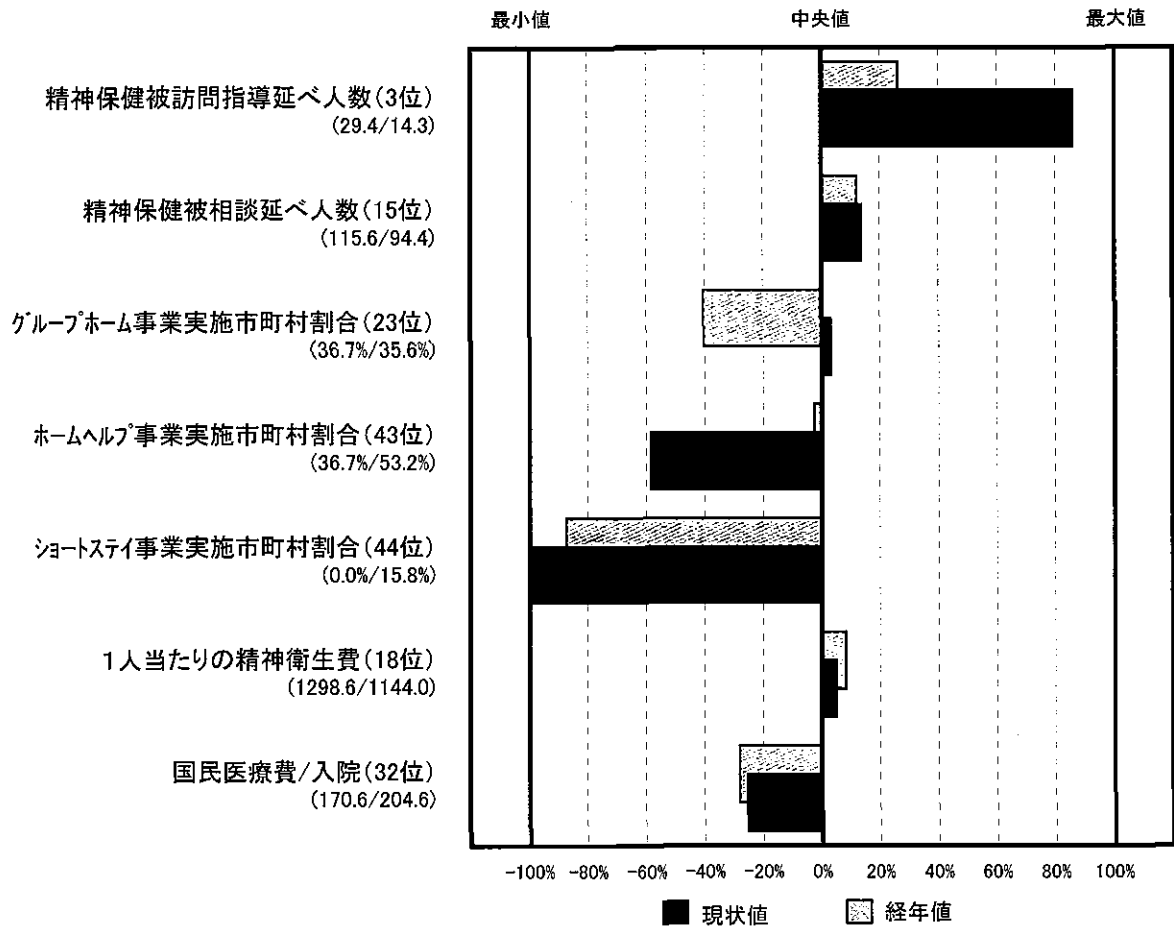 最小値 中央値 最大値
精神保健被訪問指導延べ人数(3位)
(29.4/14.3)
精神保健被相談延べ人数(15位)
(115.6/94.4)
グループホーム事業実施市町村割合(23位)
(36.7%/35.6%)
ホームヘルプ事業実施市町村割合(43位)
(36.7%/53.2%)
ショートステイ事業実施市町村割合(44位)
(0.0%/15.8%)
1人当たりの精神衛生費(18位)
(1298.6/1144.0)
国民医療費/入院(32位)
(170.6/204.6)
-100% -80% -60% -40% -20% 0% 20% 40% 60% 80% 100%
現状値 経年値